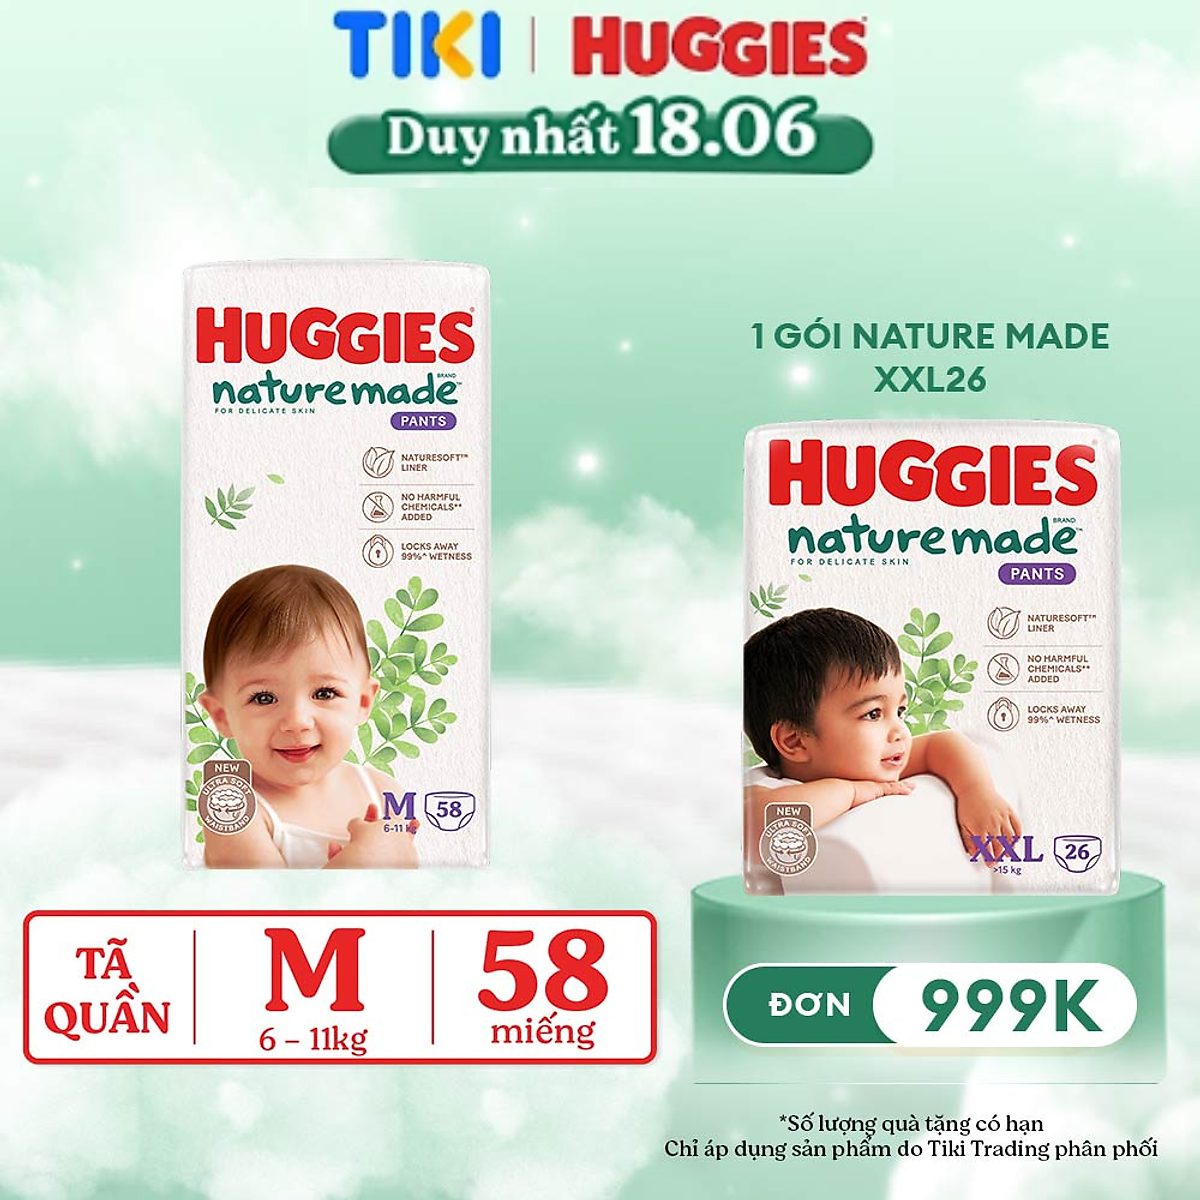 TIKI | HUGGIES
Duy nhất 18.06
HUGGIES®
naturemade™
BRAND
FOR DELICATE SKIN
PANTS
NATURESOFT™
LINER
NO HARMFUL
CHEMICALS**
ADDED
LOCKS AWAY
99%^ WETNESS
NEW
ULTRA SOFT
WAISTBAND
M 58
6-11 kg
1 GÓI NATURE MADE
XXL26
HUGGIES®
naturemade™
BRAND
FOR DELICATE SKIN
PANTS
NATURESOFT™
LINER
NO HARMFUL
CHEMICALS**
ADDED
LOCKS AWAY
99%^ WETNESS
NEW
ULTRA SOFT
WAISTBAND
XXL 26
>15 kg
TÃ
QUẦN
M
6 – 11kg
58
miếng
ĐƠN 999K
*Số lượng quà tặng có hạn
Chỉ áp dụng sản phẩm do Tiki Trading phân phối